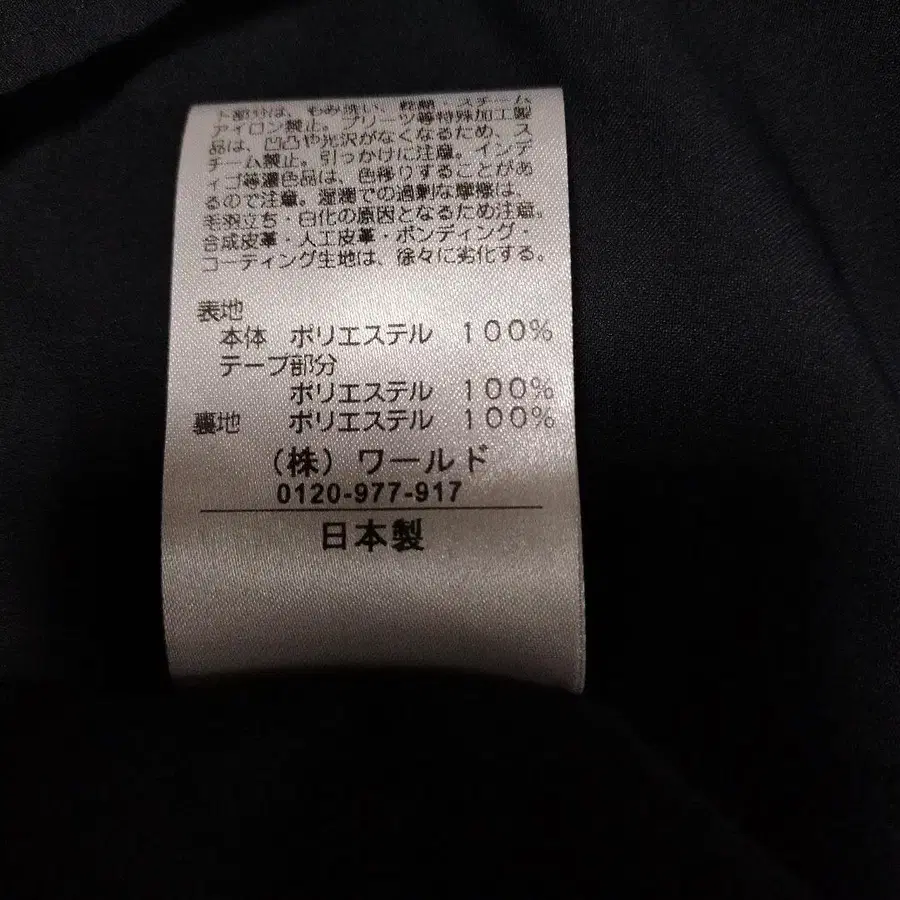 ト部分は、もみ洗い、乾燥、スチーム
アイロン禁止。プリーツ等特殊加工製
品は、凹凸や光沢がなくなるため、ス
チーム禁止。引っかけに注意。インデ
ィゴ等濃色品は、色移りすることがあ
るので注意。湿潤での過剰な摩擦は、
毛羽立ち・白化の原因となるため注意。
合成皮革・人工皮革・ボンディング・
コーティング生地は、徐々に劣化する。
表地
本体 ポリエステル 100%
テープ部分
ポリエステル 100%
裏地 ポリエステル 100%
(株) ワールド
0120-977-917
日本製